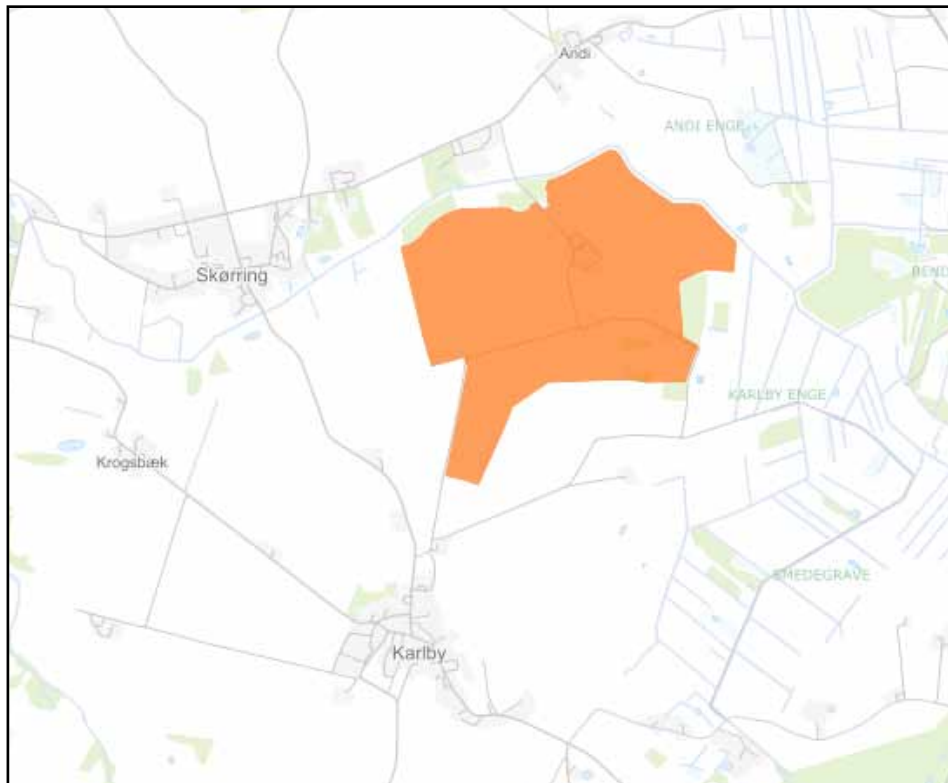 Andi
ANDI ENGE
Skørring
KARLBY ENGE
Krogsbæk
SMEDEGRAVE
Karlby